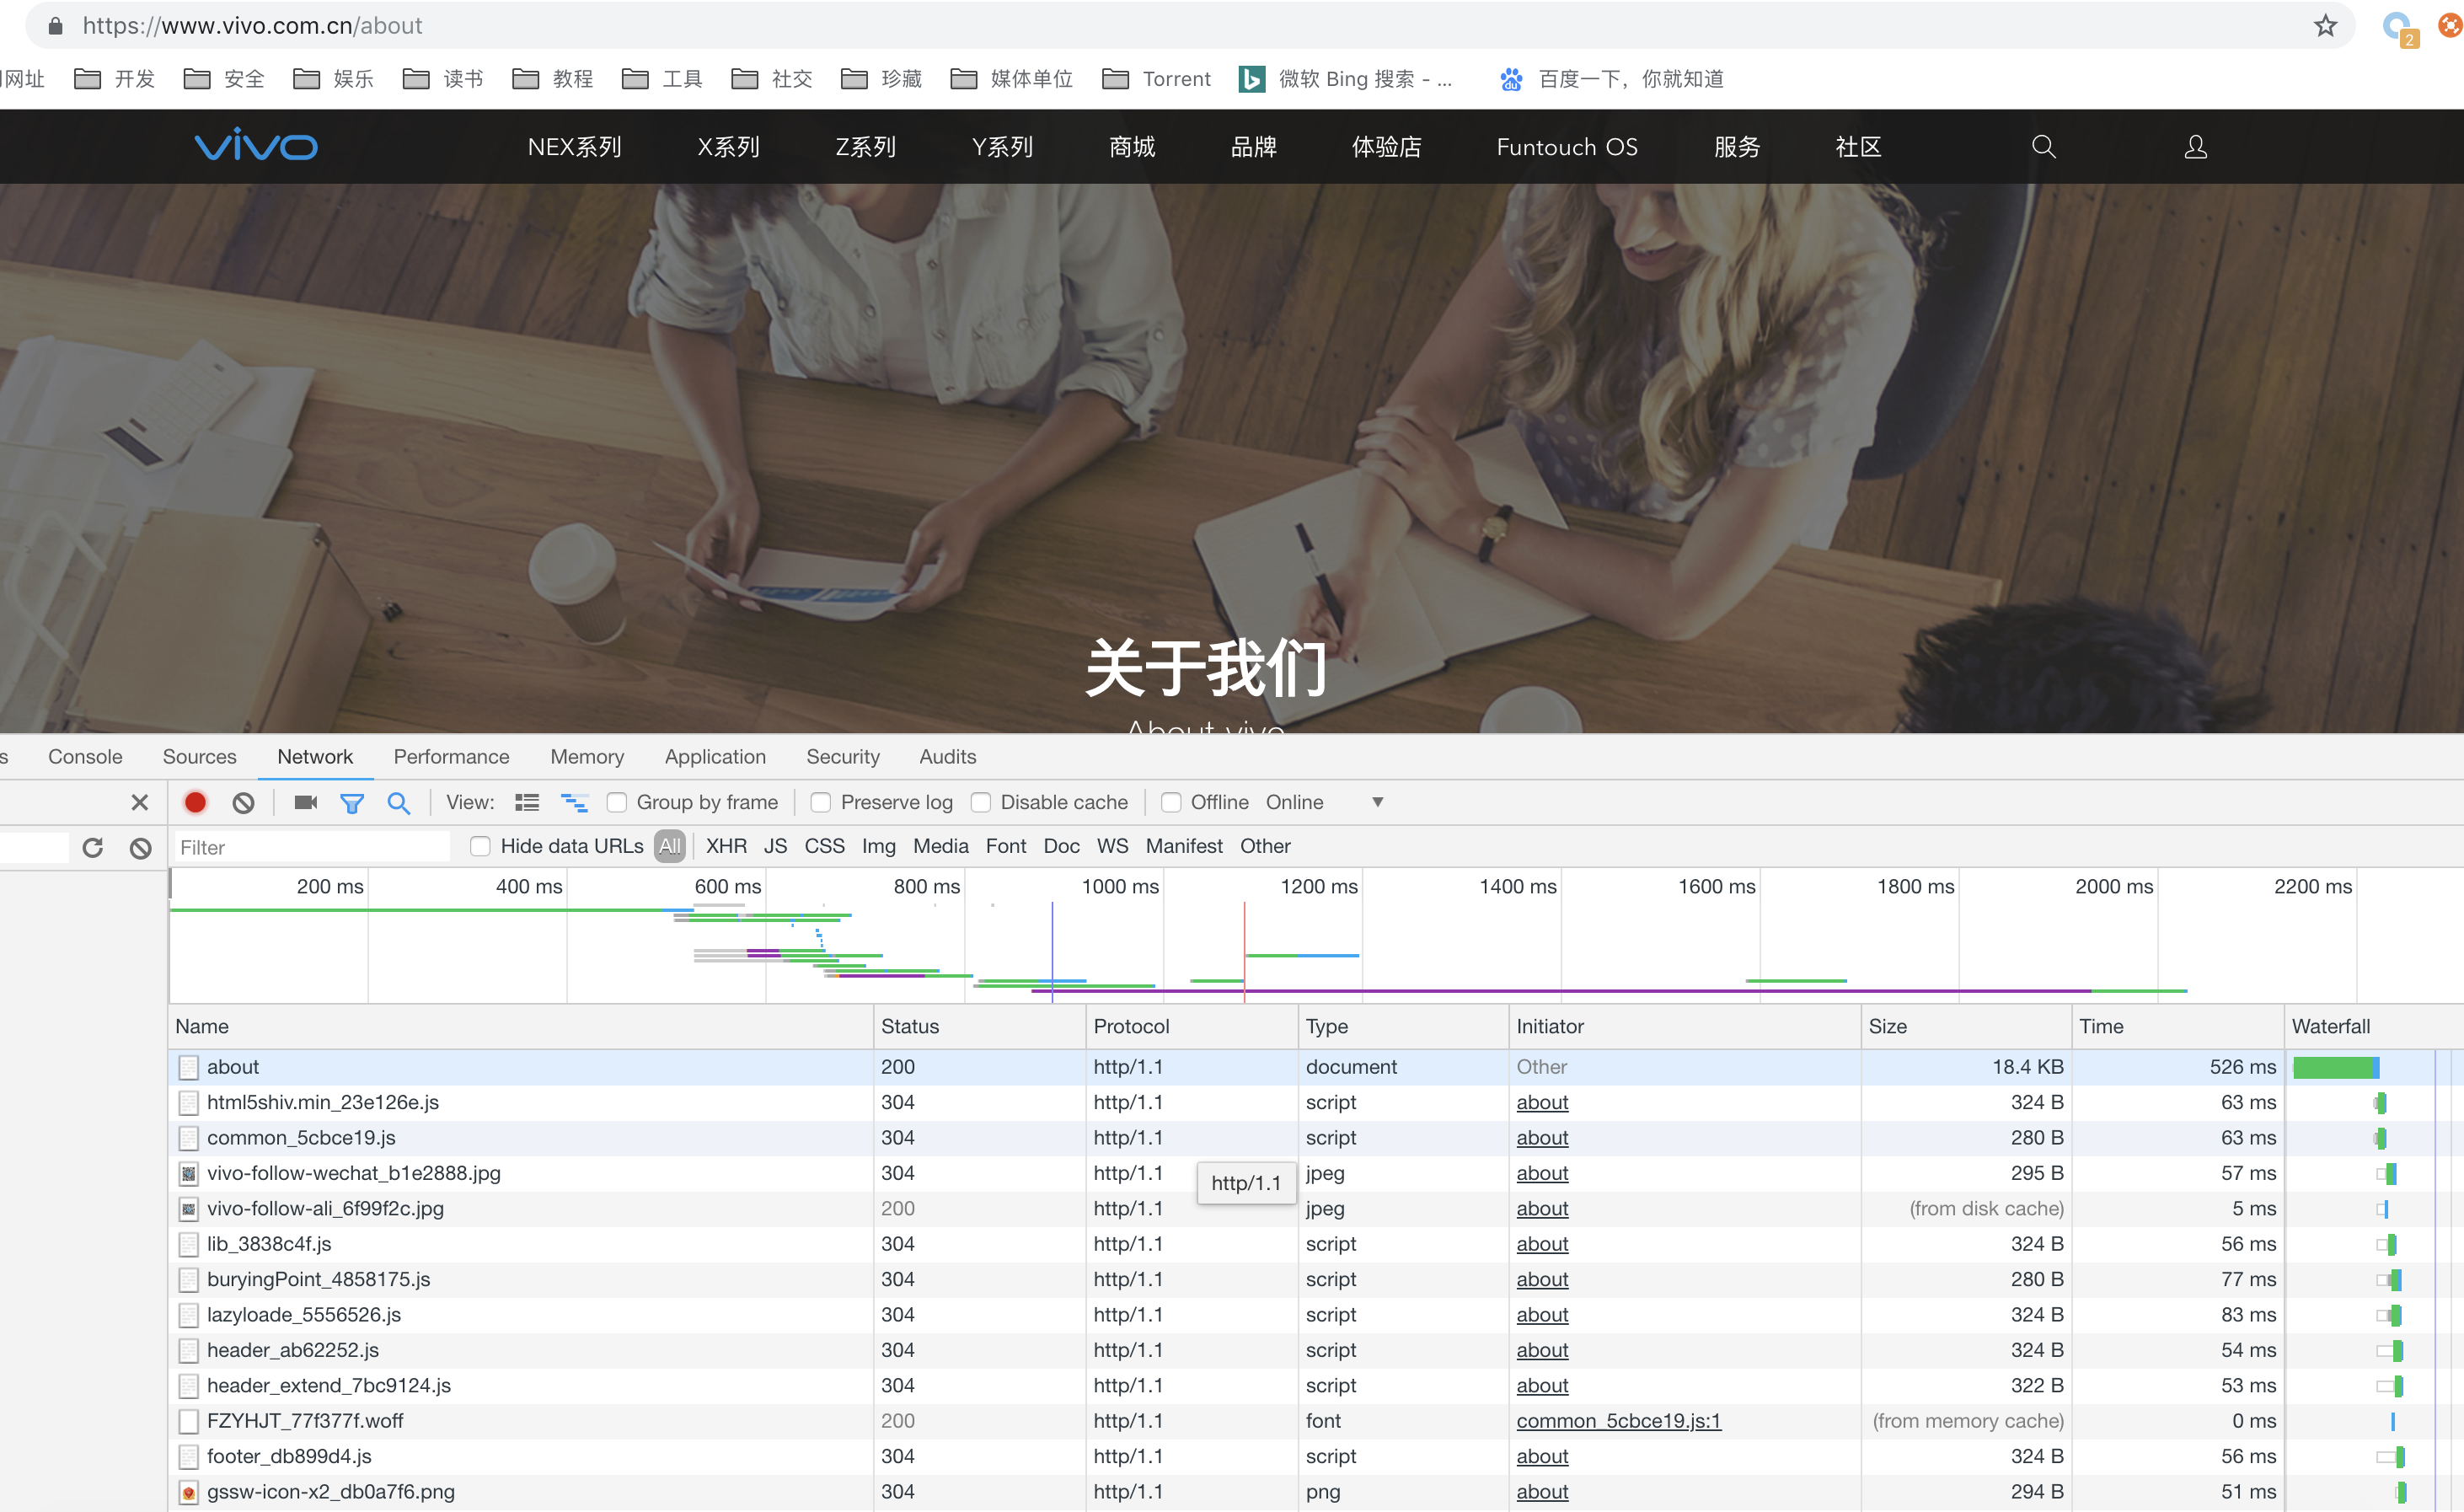 https://www.vivo.com.cn/about
2
网址 开发 安全 娱乐 读书 教程 工具 社交 珍藏 媒体单位 Torrent 微软 Bing 搜索 - ... 百度一下，你就知道
vivo NEX系列 X系列 Z系列 Y系列 商城 品牌 体验店 Funtouch OS 服务 社区
关于我们
About vivo
s Console Sources Network Performance Memory Application Security Audits
View: Group by frame Preserve log Disable cache Offline Online
Filter Hide data URLs All XHR JS CSS Img Media Font Doc WS Manifest Other
200 ms 400 ms 600 ms 800 ms 1000 ms 1200 ms 1400 ms 1600 ms 1800 ms 2000 ms 2200 ms
Name Status Protocol Type Initiator Size Time Waterfall
about 200 http/1.1 document Other 18.4 KB 526 ms
html5shiv.min_23e126e.js 304 http/1.1 script about 324 B 63 ms
common_5cbce19.js 304 http/1.1 script about 280 B 63 ms
vivo-follow-wechat_b1e2888.jpg 304 http/1.1 jpeg about 295 B 57 ms
http/1.1
vivo-follow-ali_6f99f2c.jpg 200 http/1.1 jpeg about (from disk cache) 5 ms
lib_3838c4f.js 304 http/1.1 script about 324 B 56 ms
buryingPoint_4858175.js 304 http/1.1 script about 280 B 77 ms
lazyloade_5556526.js 304 http/1.1 script about 324 B 83 ms
header_ab62252.js 304 http/1.1 script about 324 B 54 ms
header_extend_7bc9124.js 304 http/1.1 script about 322 B 53 ms
FZYHJT_77f377f.woff 200 http/1.1 font common_5cbce19.js:1 (from memory cache) 0 ms
footer_db899d4.js 304 http/1.1 script about 324 B 56 ms
gssw-icon-x2_db0a7f6.png 304 http/1.1 png about 294 B 51 ms